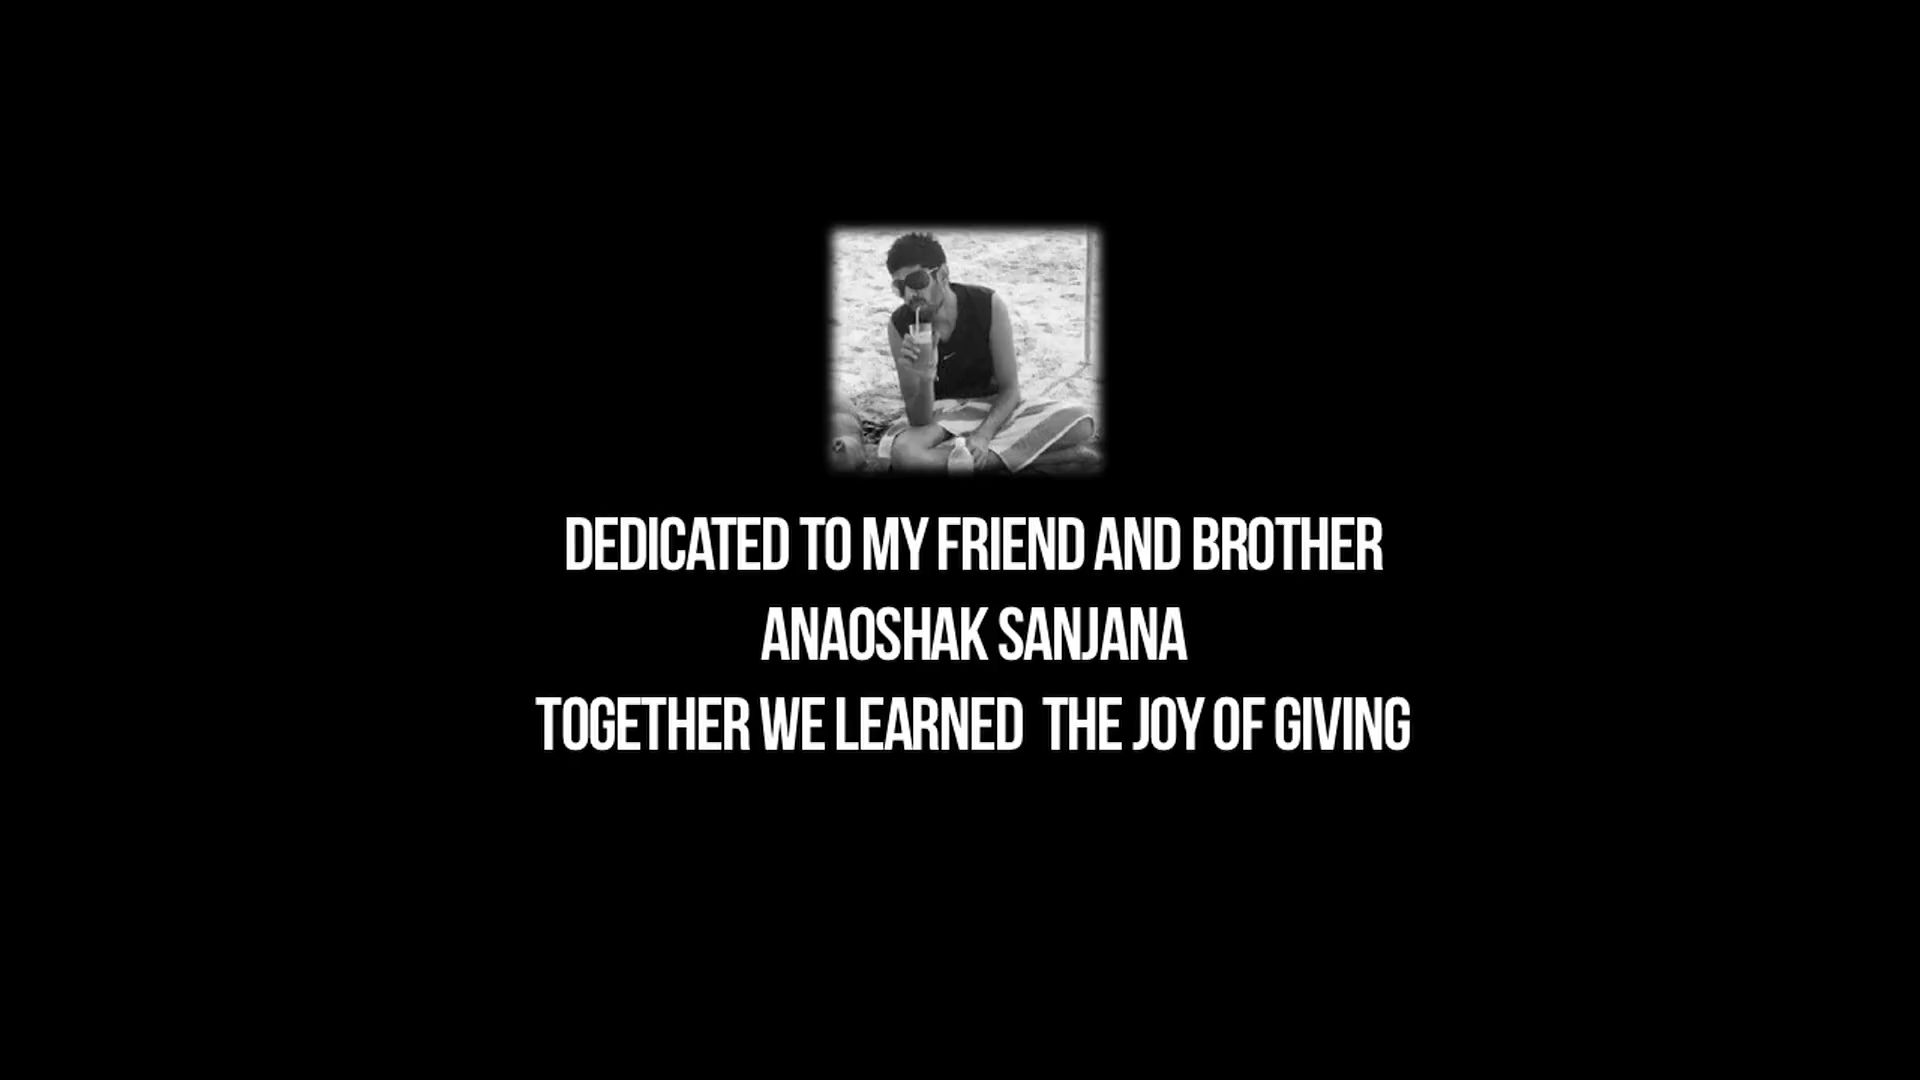 DEDICATED TO MY FRIEND AND BROTHER
ANAOSHAK SANJANA
TOGETHER WE LEARNED  THE JOY OF GIVING